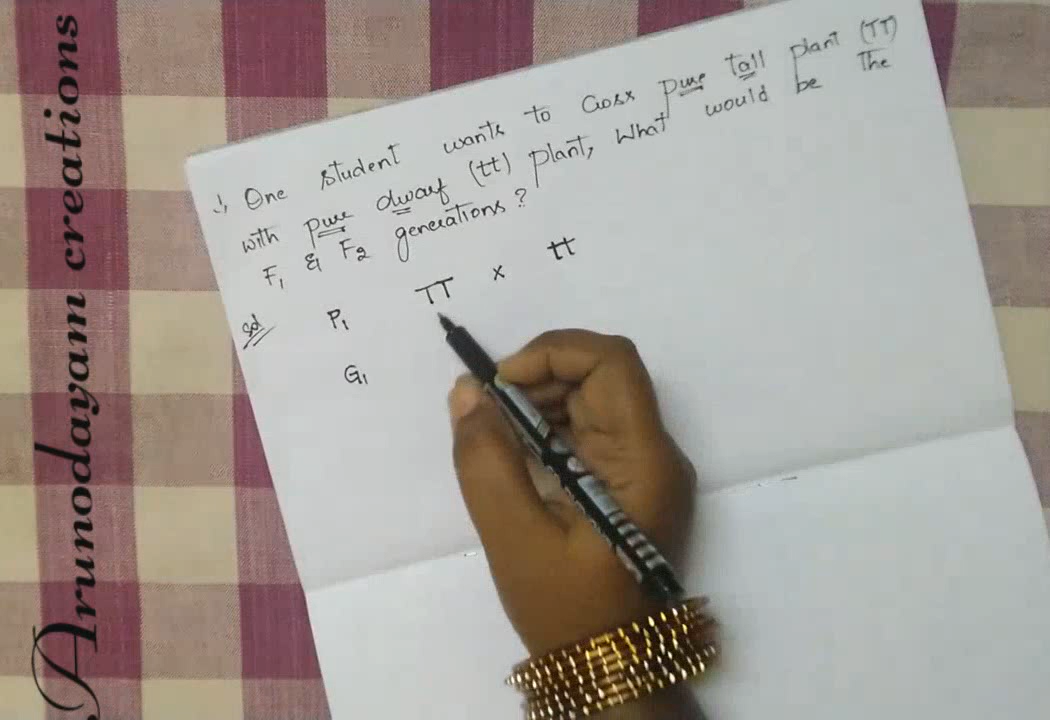 Arunodayam creations
1, One student wants to Cross pure tall plant (TT)
with pure dwarf (tt) plant, What would be The
F1 & F2 generations?
Sol P1 TT × tt
G1